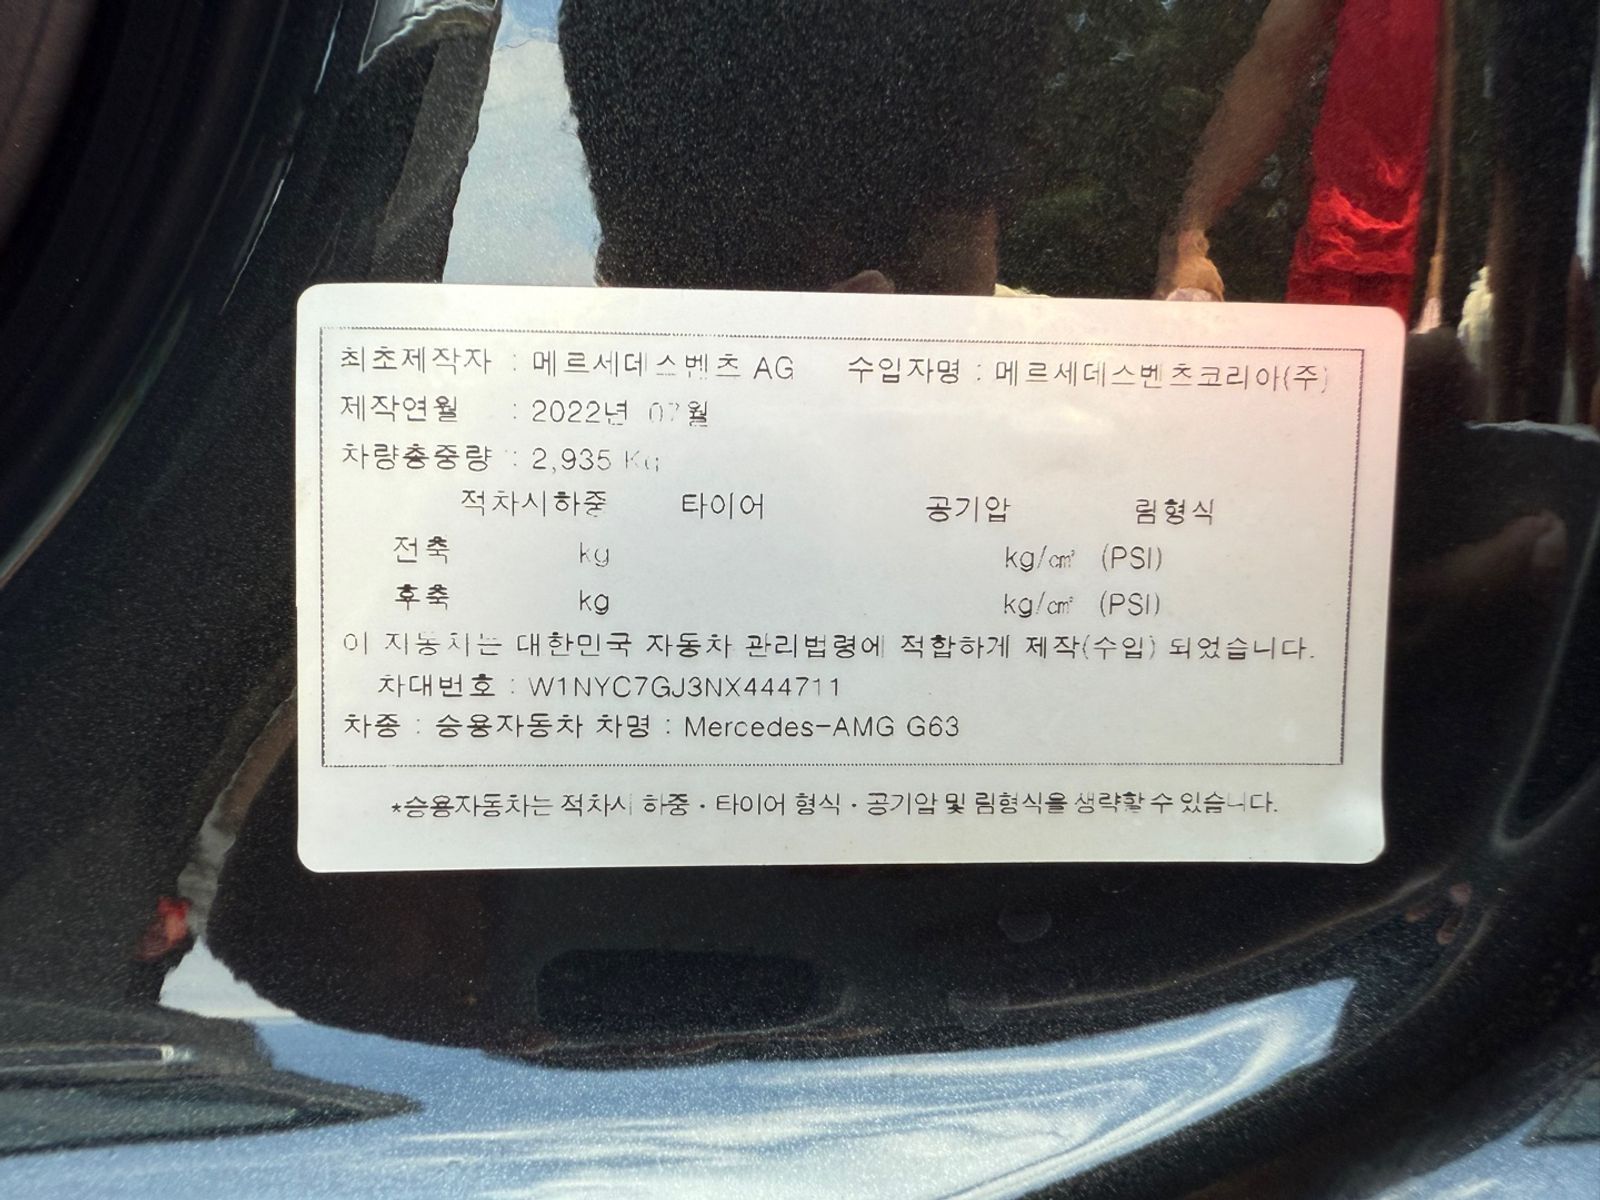 최초제작자 : 메르세데스벤츠 AG 수입자명 : 메르세데스벤츠코리아(주)
제작연월 : 2022년 07월
차량총중량 : 2,935 Kg
적차시하중 타이어 공기압 림형식
전축 kg kg/㎠ (PSI)
후축 kg kg/㎠ (PSI)
이 자동차는 대한민국 자동차 관리법령에 적합하게 제작(수입) 되었습니다.
차대번호 : W1NYC7GJ3NX444711
차종 : 승용자동차 차명 : Mercedes-AMG G63
*승용자동차는 적차시 하중 · 타이어 형식 · 공기압 및 림형식을 생략할 수 있습니다.